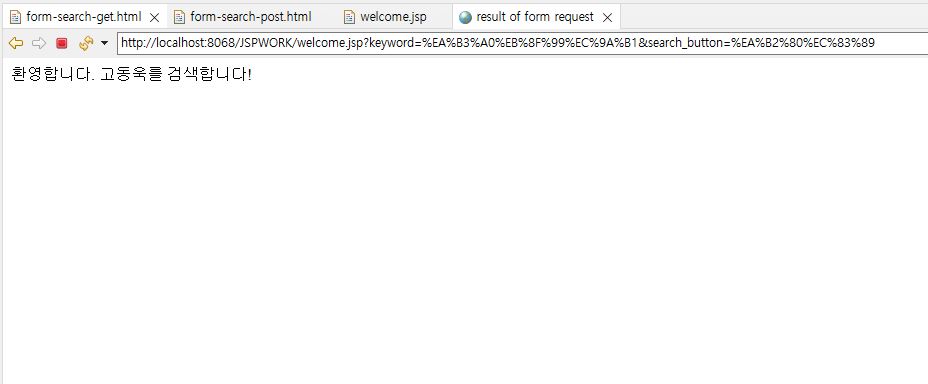 form-search-get.html form-search-post.html welcome.jsp result of form request
http://localhost:8068/JSPWORK/welcome.jsp?keyword=%EA%B3%A0%EB%8F%99%EC%9A%B1&search_button=%EA%B2%80%EC%83%89
환영합니다. 고동욱를 검색합니다!